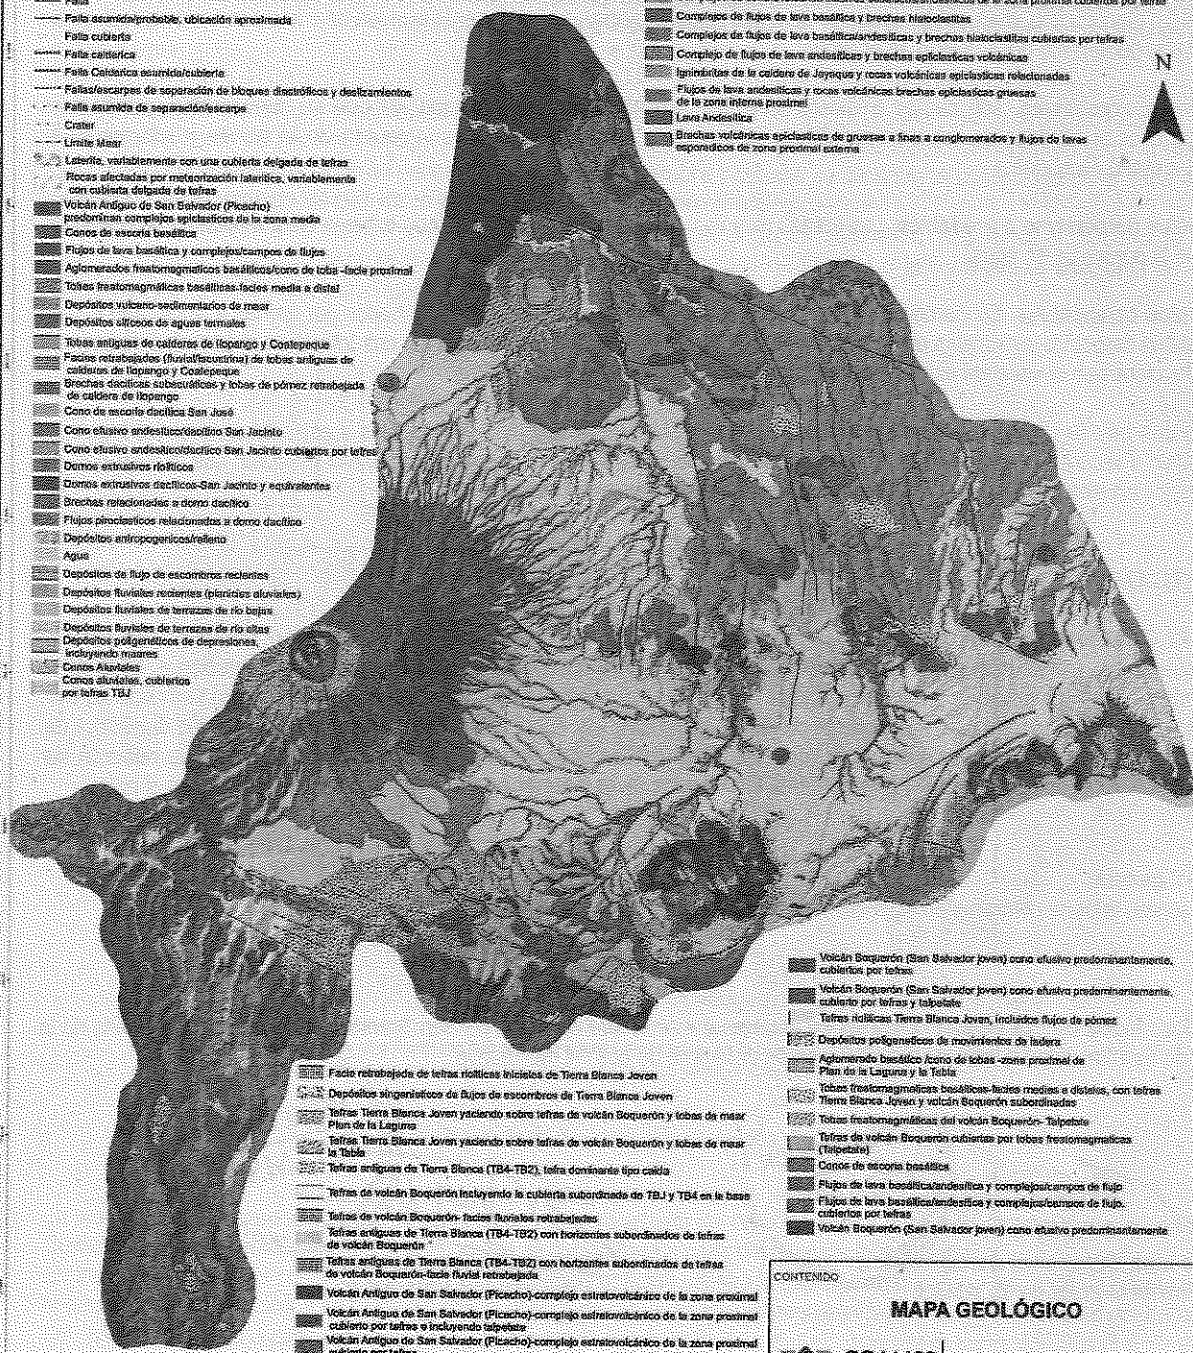 Falla
Falla asumida/probable, ubicación aproximada
Falla cubierta
Falla caldérica
Falla Caldérica asumida/cubierta
Fallas/escarpes de separación de bloques diastróficos y deslizamientos
Falla asumida de separación/escarpe
Crater
Límite Maar
Laterita, variablemente con una cubierta delgada de tefras
Rocas afectadas por meteorización laterítica, variablemente
con cubierta delgada de tefras
Volcán Antiguo de San Salvador (Picacho)
predominan complejos epiclasticos de la zona media
Conos de escoria basáltica
Flujos de lava basáltica y complejos/campos de flujos
Aglomerados freatomagmaticos basálticos/cono de toba -facie proximal
Tobas freatomagmáticas basálticas-facies media a distal
Depósitos vulcano-sedimentarios de maar
Depósitos silíceos de aguas termales
Tobas antiguas de calderas de Ilopango y Coatepeque
Facies retrabajadas (fluvial/lacustrina) de tobas antiguas de
calderas de Ilopango y Coatepeque
Brechas dacíticas subacuáticas y tobas de pómez retrabajada
de caldera de Ilopango
Cono de escoria dacítica San José
Cono efusivo andesítico/dacítico San Jacinto
Cono efusivo andesítico/dacítico San Jacinto cubiertos por tefras
Domos extrusivos riolíticos
Domos extrusivos dacíticos-San Jacinto y equivalentes
Brechas relacionadas a domo dacítico
Flujos piroclasticos relacionados a domo dacítico
Depósitos antropogenicos/relleno
Agua
Depósitos de flujo de escombros recientes
Depósitos fluviales recientes (planicies aluviales)
Depósitos fluviales de terrazas de río bajas
Depósitos fluviales de terrazas de río altas
Depósitos poligenéticos de depresiones,
incluyendo maares
Conos Aluviales
Conos aluviales, cubiertos
por tefras TBJ
de la zona proximal cubiertos por tefras
Complejos de flujos de lava basáltica y brechas hialoclastitas
Complejos de flujos de lava basáltica/andesíticas y brechas hialoclastitas cubiertas por tefras
Complejo de flujos de lava andesíticas y brechas epiclasticas volcánicas
Ignimbritas de la caldera de Jayaque y rocas volcánicas epiclasticas relacionadas
Flujos de lava andesíticas y rocas volcánicas brechas epiclasticas gruesas
de la zona interna proximal
Lava Andesítica
Brechas volcánicas epiclasticas de gruesas a finas a conglomerados y flujos de lavas
esporadicos de zona proximal externa
N
Facie retrabajada de tefras riolíticas iniciales de Tierra Blanca Joven
Depósitos singenisticos de flujos de escombros de Tierra Blanca Joven
Tefras Tierra Blanca Joven yaciendo sobre tefras de volcán Boquerón y tobas de maar
Plan de la Laguna
Tefras Tierra Blanca Joven yaciendo sobre tefras de volcán Boquerón y tobas de maar
la Tabla
Tefras antiguas de Tierra Blanca (TB4-TB2), tefra dominante tipo caída
Tefras de volcán Boquerón incluyendo la cubierta subordinada de TBJ y TB4 en la base
Tefras de volcán Boquerón- facies fluviales retrabajadas
Tefras antiguas de Tierra Blanca (TB4-TB2) con horizontes subordinados de tefras
de volcán Boquerón
Tefras antiguas de Tierra Blanca (TB4-TB2) con horizontes subordinados de tefras
de volcán Boquerón-facie fluvial retrabajada
Volcán Antiguo de San Salvador (Picacho)-complejo estratovolcánico de la zona proximal
Volcán Antiguo de San Salvador (Picacho)-complejo estratovolcánico de la zona proximal
cubierto por tefras e incluyendo talpetate
Volcán Antiguo de San Salvador (Picacho)-complejo estratovolcánico de la zona proximal
cubierto por tefras
Volcán Boquerón (San Salvador joven) cono efusivo predominantemente,
cubiertos por tefras
Volcán Boquerón (San Salvador joven) cono efusivo predominantemente,
cubierto por tefras y talpetate
Tefras riolíticas Tierra Blanca Joven, incluidos flujos de pómez
Depósitos poligeneticos de movimientos de ladera
Aglomerado basáltico /cono de tobas -zona proximal de
Plan de la Laguna y la Tabla
Tobas freatomagmaticas basálticas-facies medias a distales, con tefras
Tierra Blanca Joven y volcán Boquerón subordinadas
Tobas freatomagmáticas del volcán Boquerón- Talpetate
Tefras de volcán Boquerón cubiertas por tobas freatomagmaticas
(Talpetate)
Conos de escoria basáltica
Flujos de lava basáltica/andesítica y complejos/campos de flujo
Flujos de lava basáltica/andesítica y complejos/campos de flujo,
cubiertos por tefras
Volcán Boquerón (San Salvador joven) cono efusivo predominantemente
CONTENIDO
MAPA GEOLÓGICO